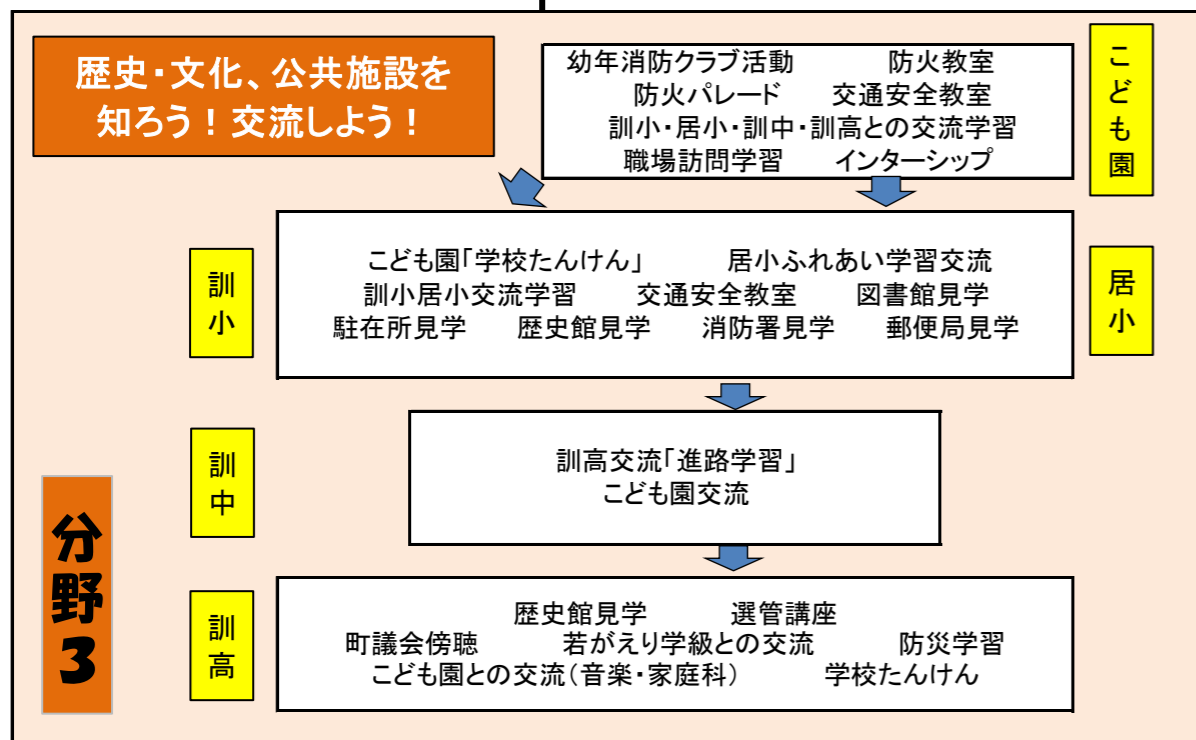 歴史・文化、公共施設を
知ろう！交流しよう！
幼年消防クラブ活動 防火教室
防火パレード 交通安全教室
訓小・居小・訓中・訓高との交流学習
職場訪問学習 インターシップ
こども園
訓小
こども園「学校たんけん」 居小ふれあい学習交流
訓小居小交流学習 交通安全教室 図書館見学
駐在所見学 歴史館見学 消防署見学 郵便局見学
居小
訓中
訓高交流「進路学習」
こども園交流
分野3
訓高
歴史館見学 選管講座
町議会傍聴 若がえり学級との交流 防災学習
こども園との交流（音楽・家庭科） 学校たんけん